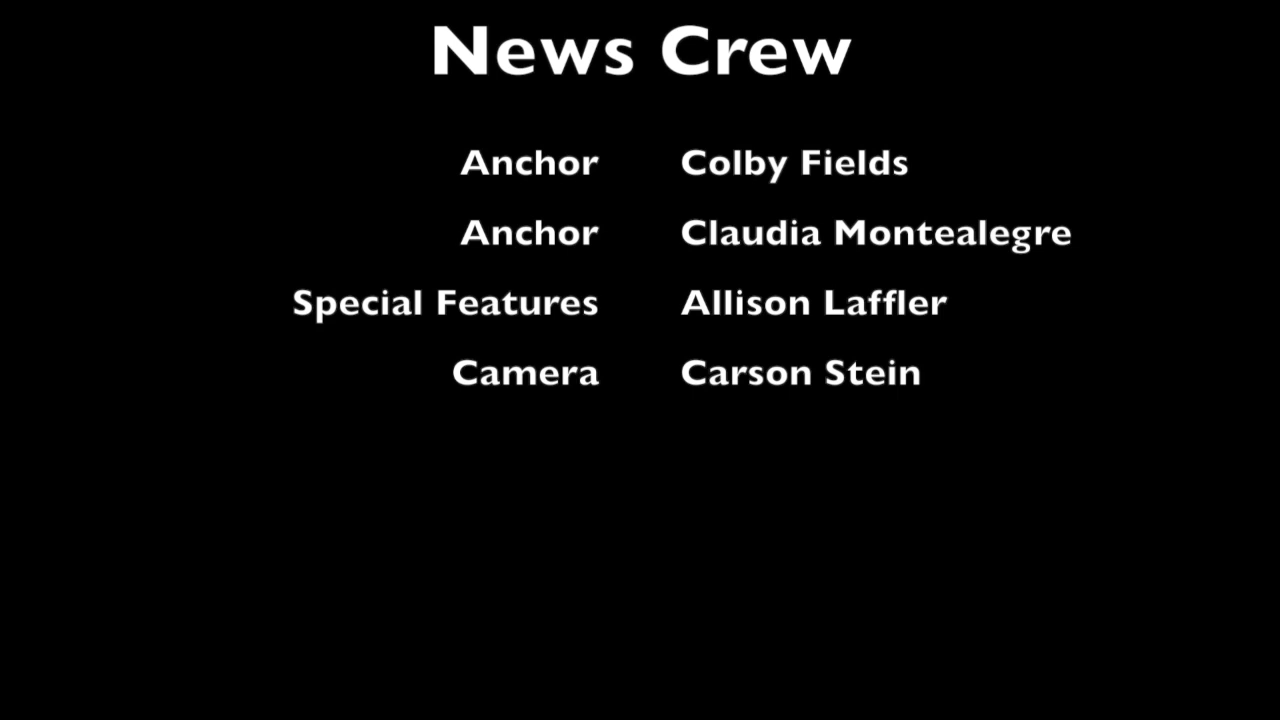 News Crew
Anchor Colby Fields
Anchor Claudia Montealegre
Special Features Allison Laffler
Camera Carson Stein